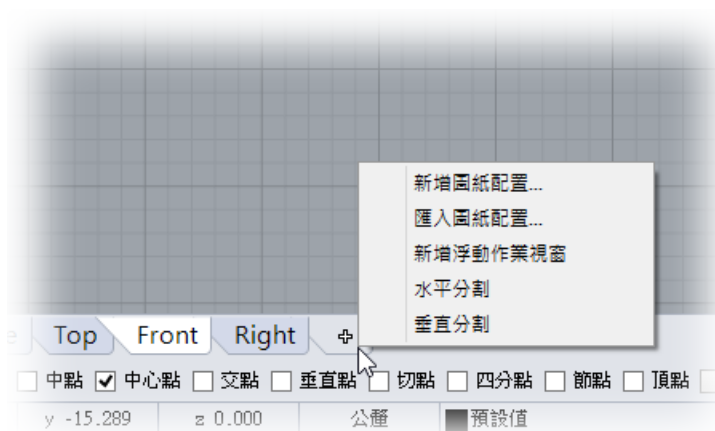 新增圖紙配置...
匯入圖紙配置...
新增浮動作業視窗
水平分割
垂直分割
Top Front Right
中點 中心點 交點 垂直點 切點 四分點 節點 頂點
y -15.289 z 0.000 公釐 預設值